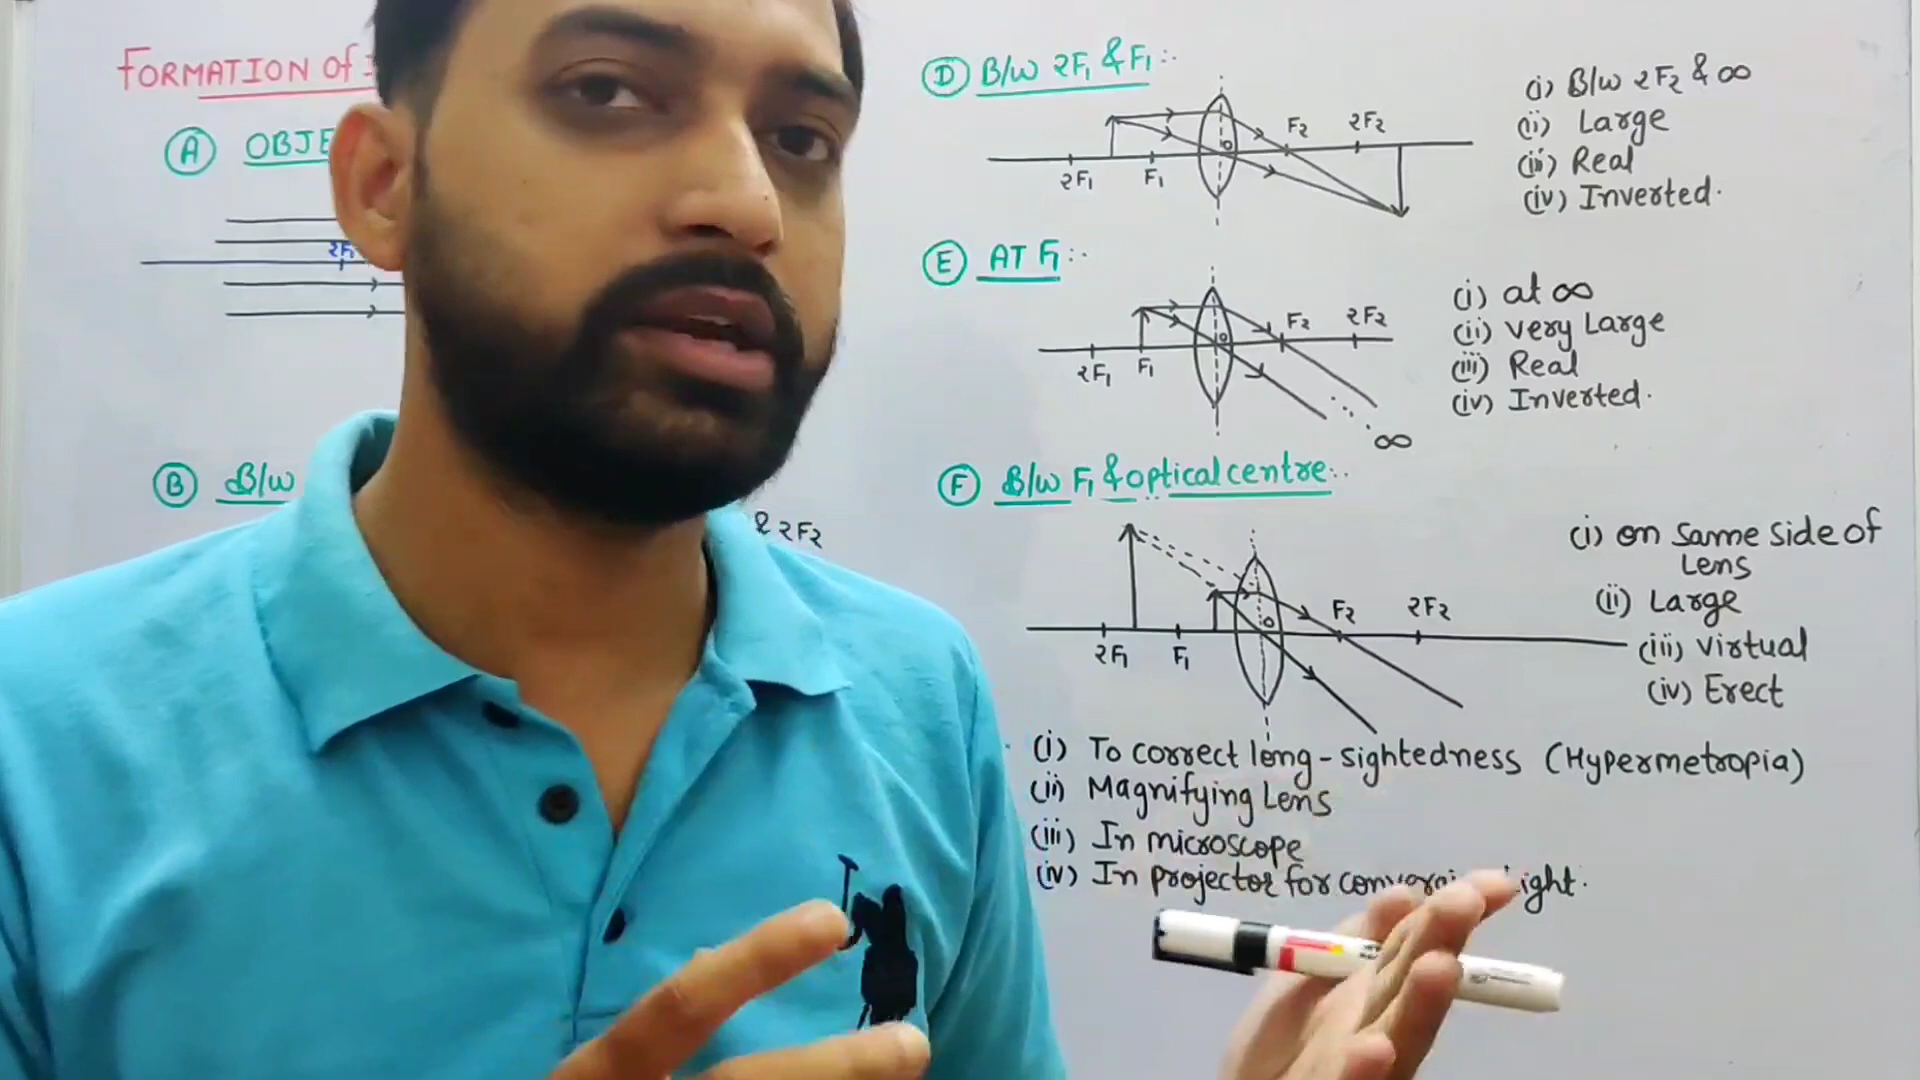 FORMATION OF
A OBJE
2F₁
B B/w
& 2F₂
D B/w 2F₁ & F₁:-
2F₁ F₁ O F₂ 2F₂
(i) B/w 2F₂ & ∞
(ii) Large
(iii) Real
(iv) Inverted.
E AT F₁:-
2F₁ F₁ O F₂ 2F₂
∞
(i) at ∞
(ii) very Large
(iii) Real
(iv) Inverted.
F B/w F₁ & optical centre:-
2F₁ F₁ O F₂ 2F₂
(i) on same side of
Lens
(ii) Large
(iii) virtual
(iv) Erect
(i) To correct long-sightedness (Hypermetropia)
(ii) Magnifying Lens
(iii) In microscope
(iv) In projector for light.